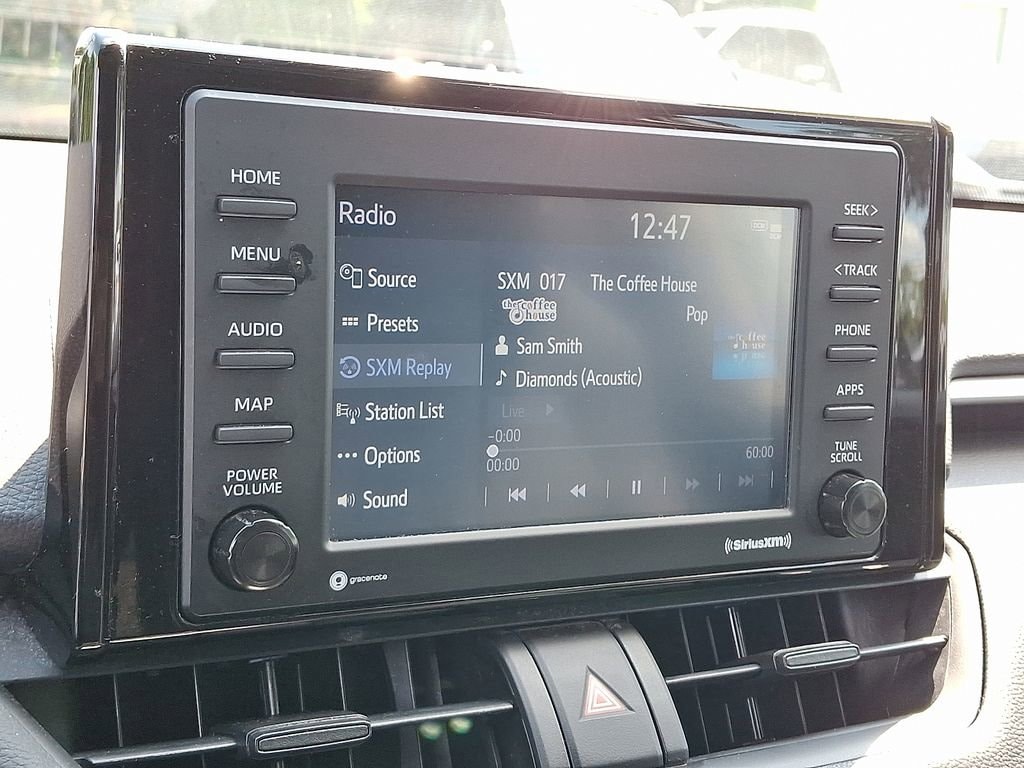 HOME
MENU
AUDIO
MAP
POWER
VOLUME
Radio
12:47
Source
Presets
SXM Replay
Station List
Options
Sound
SXM 017 The Coffee House
the coffee
house
Pop
Sam Smith
Diamonds (Acoustic)
Live
-0:00
00:00
60:00
coffee
house
SEEK>
<TRACK
PHONE
APPS
TUNE
SCROLL
gracenote
((SiriusXM))